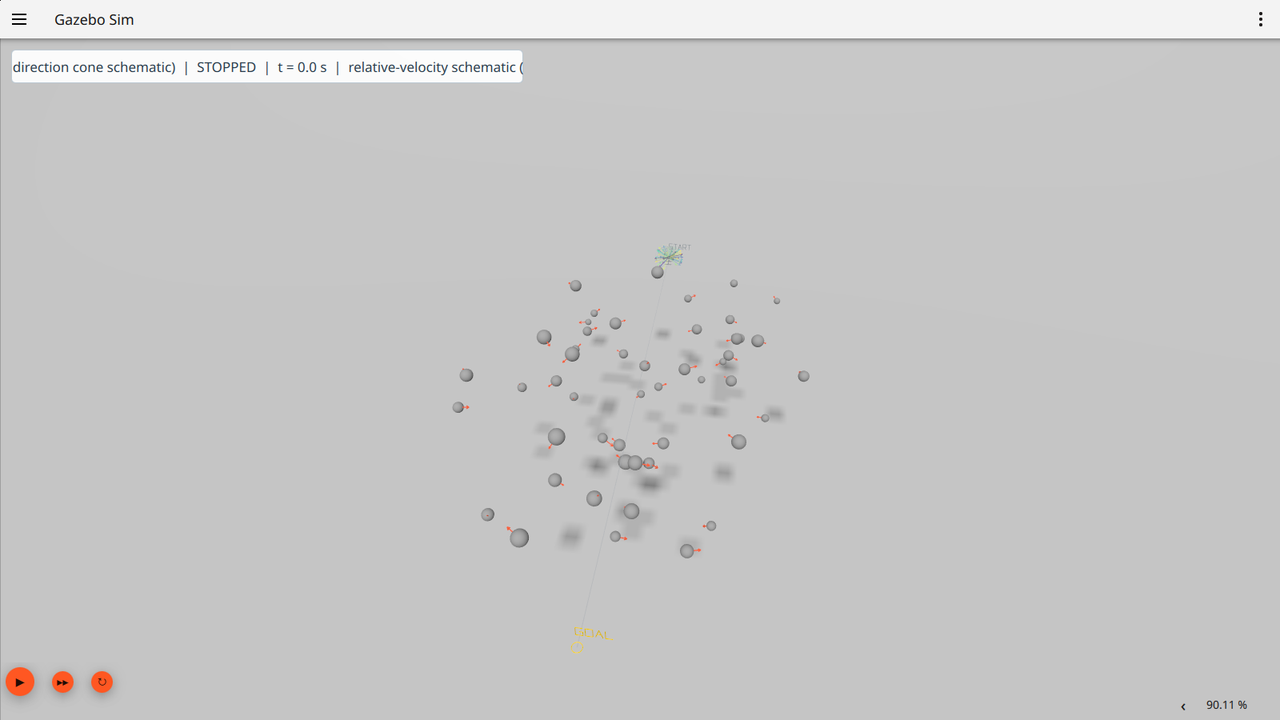 Gazebo Sim
direction cone schematic) | STOPPED | t = 0.0 s | relative-velocity schematic (
START
GOAL
90.11 %